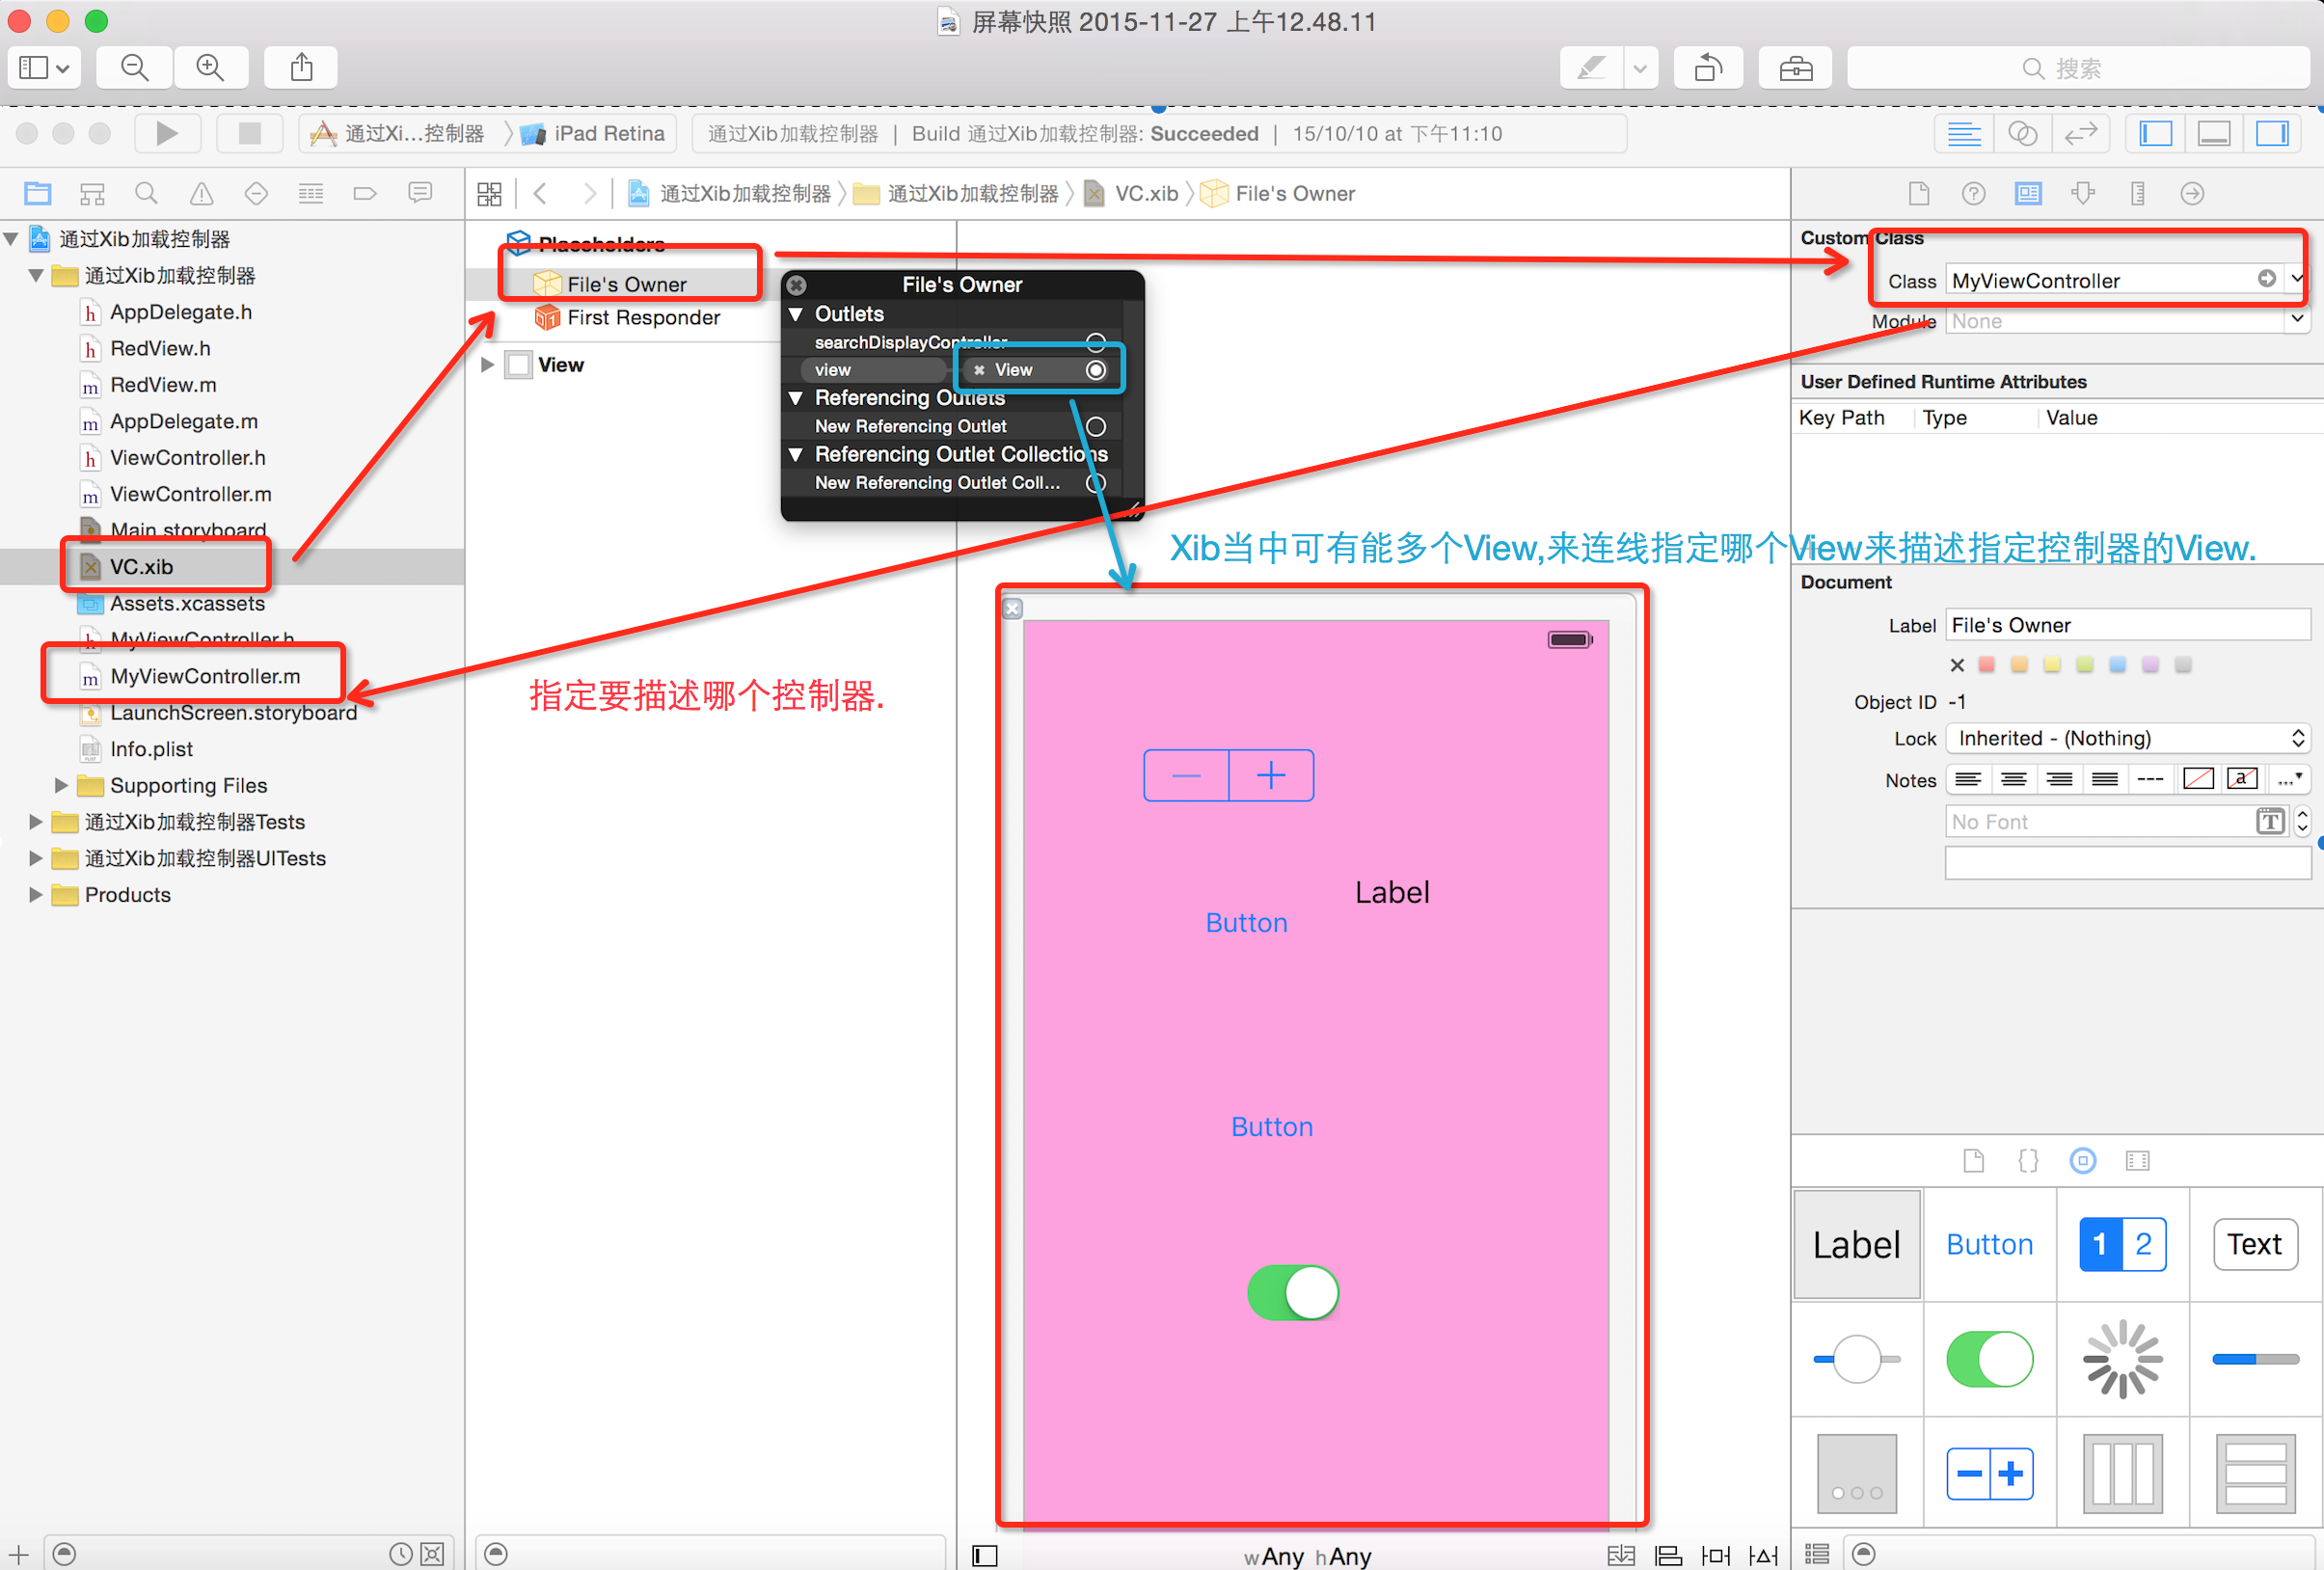 屏幕快照 2015-11-27 上午12.48.11
搜索
通过Xi...控制器
iPad Retina
通过Xib加载控制器 | Build 通过Xib加载控制器: Succeeded | 15/10/10 at 下午11:10
通过Xib加载控制器
通过Xib加载控制器
VC.xib
File's Owner
通过Xib加载控制器
通过Xib加载控制器
AppDelegate.h
RedView.h
RedView.m
AppDelegate.m
ViewController.h
ViewController.m
Main.storyboard
VC.xib
Assets.xcassets
MyViewController.h
MyViewController.m
LaunchScreen.storyboard
Info.plist
Supporting Files
通过Xib加载控制器Tests
通过Xib加载控制器UITests
Products
Placeholders
File's Owner
First Responder
View
File's Owner
Outlets
searchDisplayController
view
View
Referencing Outlets
New Referencing Outlet
Referencing Outlet Collections
New Referencing Outlet Coll...
Xib当中可有能多个View,来连线指定哪个View来描述指定控制器的View.
指定要描述哪个控制器.
Label
Button
Button
wAny hAny
Custom Class
Class MyViewController
Module None
User Defined Runtime Attributes
Key Path Type Value
Document
Label File's Owner
Object ID -1
Lock Inherited - (Nothing)
Notes
No Font
Label Button 1 2 Text